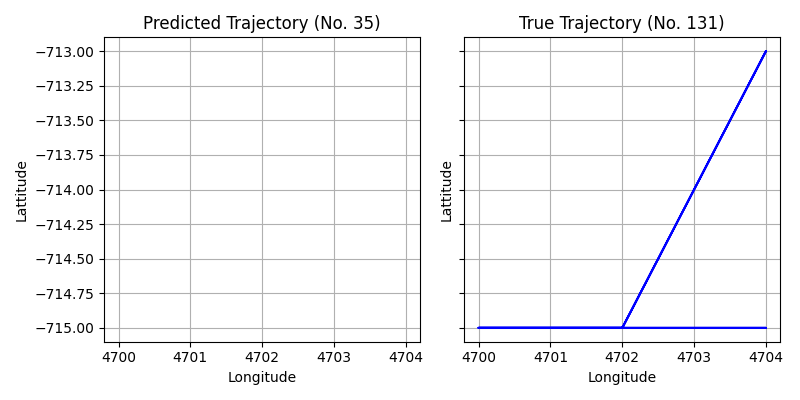 Predicted Trajectory (No. 35)
True Trajectory (No. 131)
Lattitude
−713.00
−713.25
−713.50
−713.75
−714.00
−714.25
−714.50
−714.75
−715.00
4700 4701 4702 4703 4704
Longitude
Lattitude
4700 4701 4702 4703 4704
Longitude